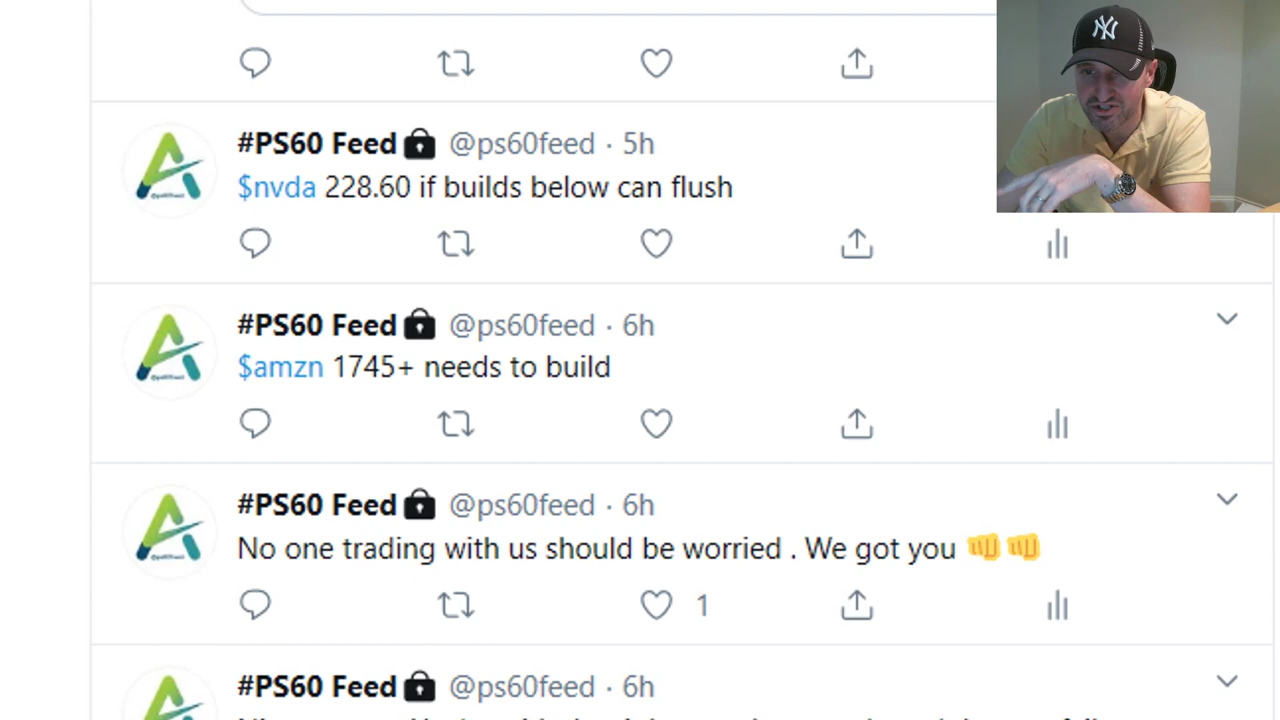 #PS60 Feed🔒 @ps60feed · 5h
$nvda 228.60 if builds below can flush
#PS60 Feed🔒 @ps60feed · 6h
$amzn 1745+ needs to build
#PS60 Feed🔒 @ps60feed · 6h
No one trading with us should be worried . We got you 👊👊
1
#PS60 Feed🔒 @ps60feed · 6h
NY